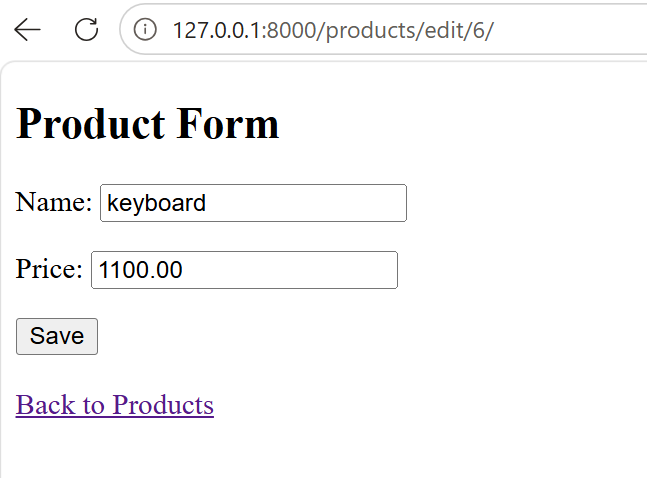 127.0.0.1:8000/products/edit/6/
Product Form
Name: keyboard
Price: 1100.00
Save
Back to Products